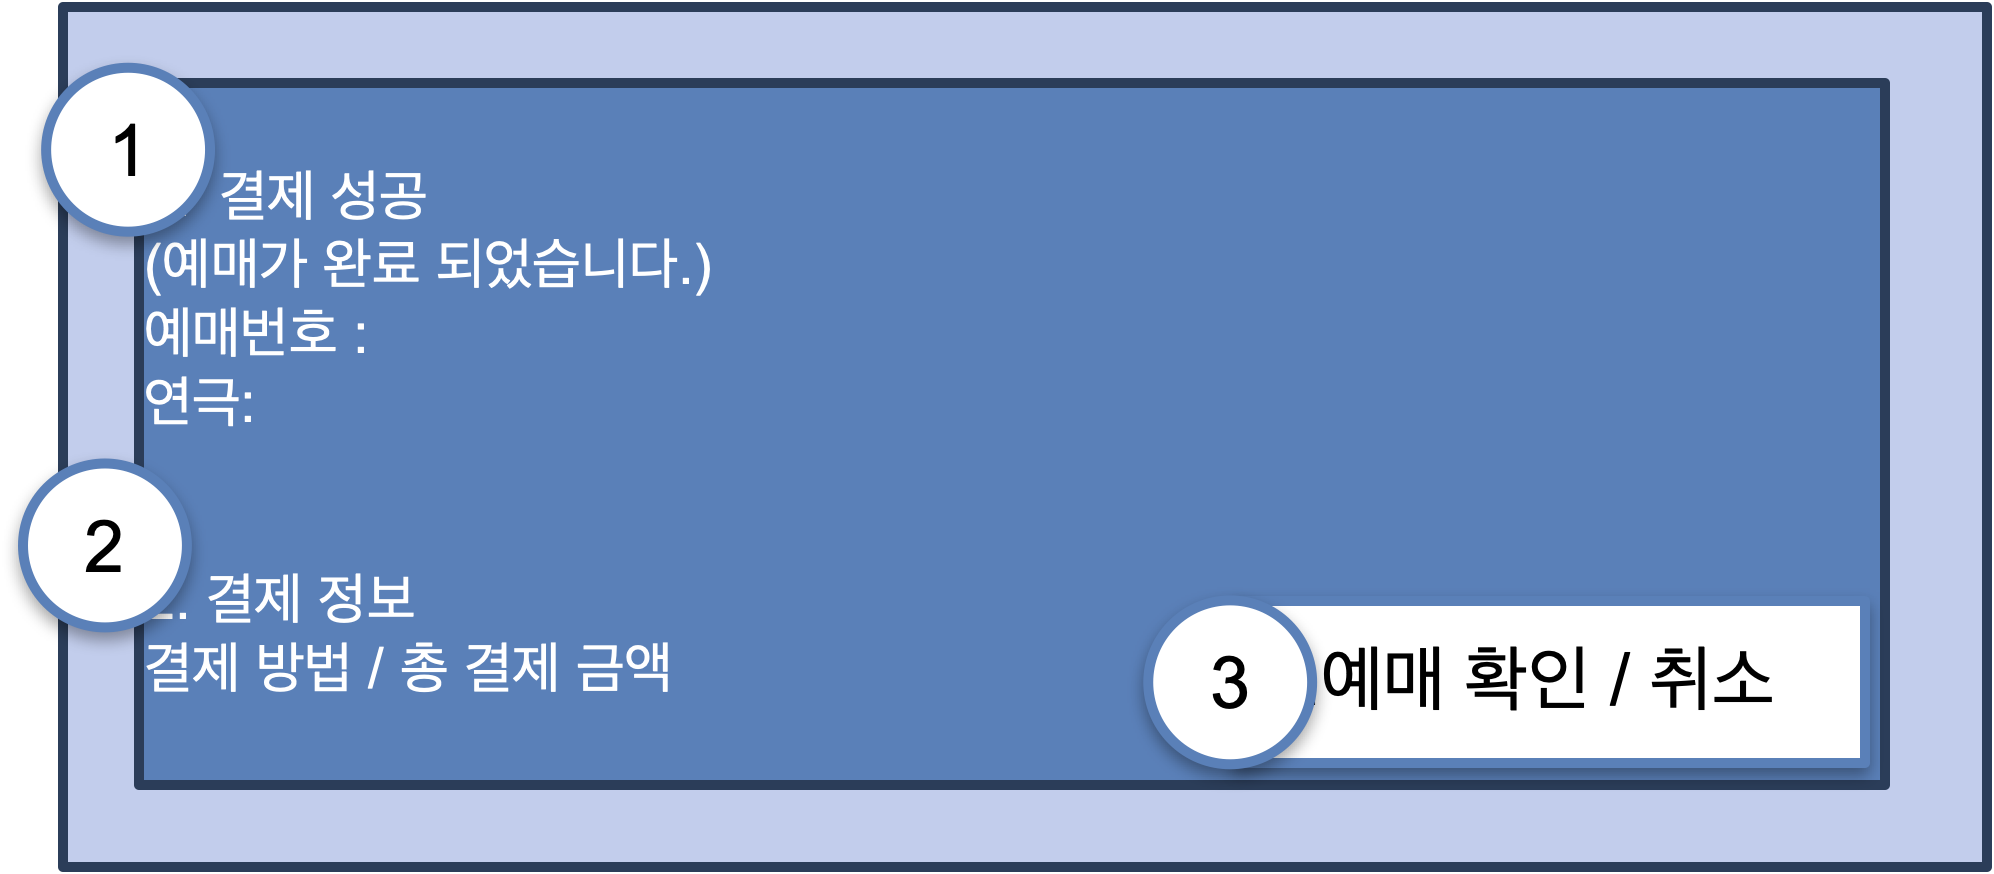 1
결제 성공
(예매가 완료 되었습니다.)
예매번호 :
연극:
2
2. 결제 정보
결제 방법 / 총 결제 금액
3
예매 확인 / 취소